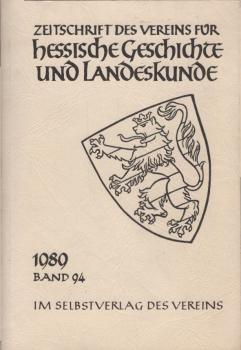 ZEITSCHRIFT DES VEREINS FÜR
hessische Geschichte
und Landeskunde
1989
BAND 94
IM SELBSTVERLAG DES VEREINS